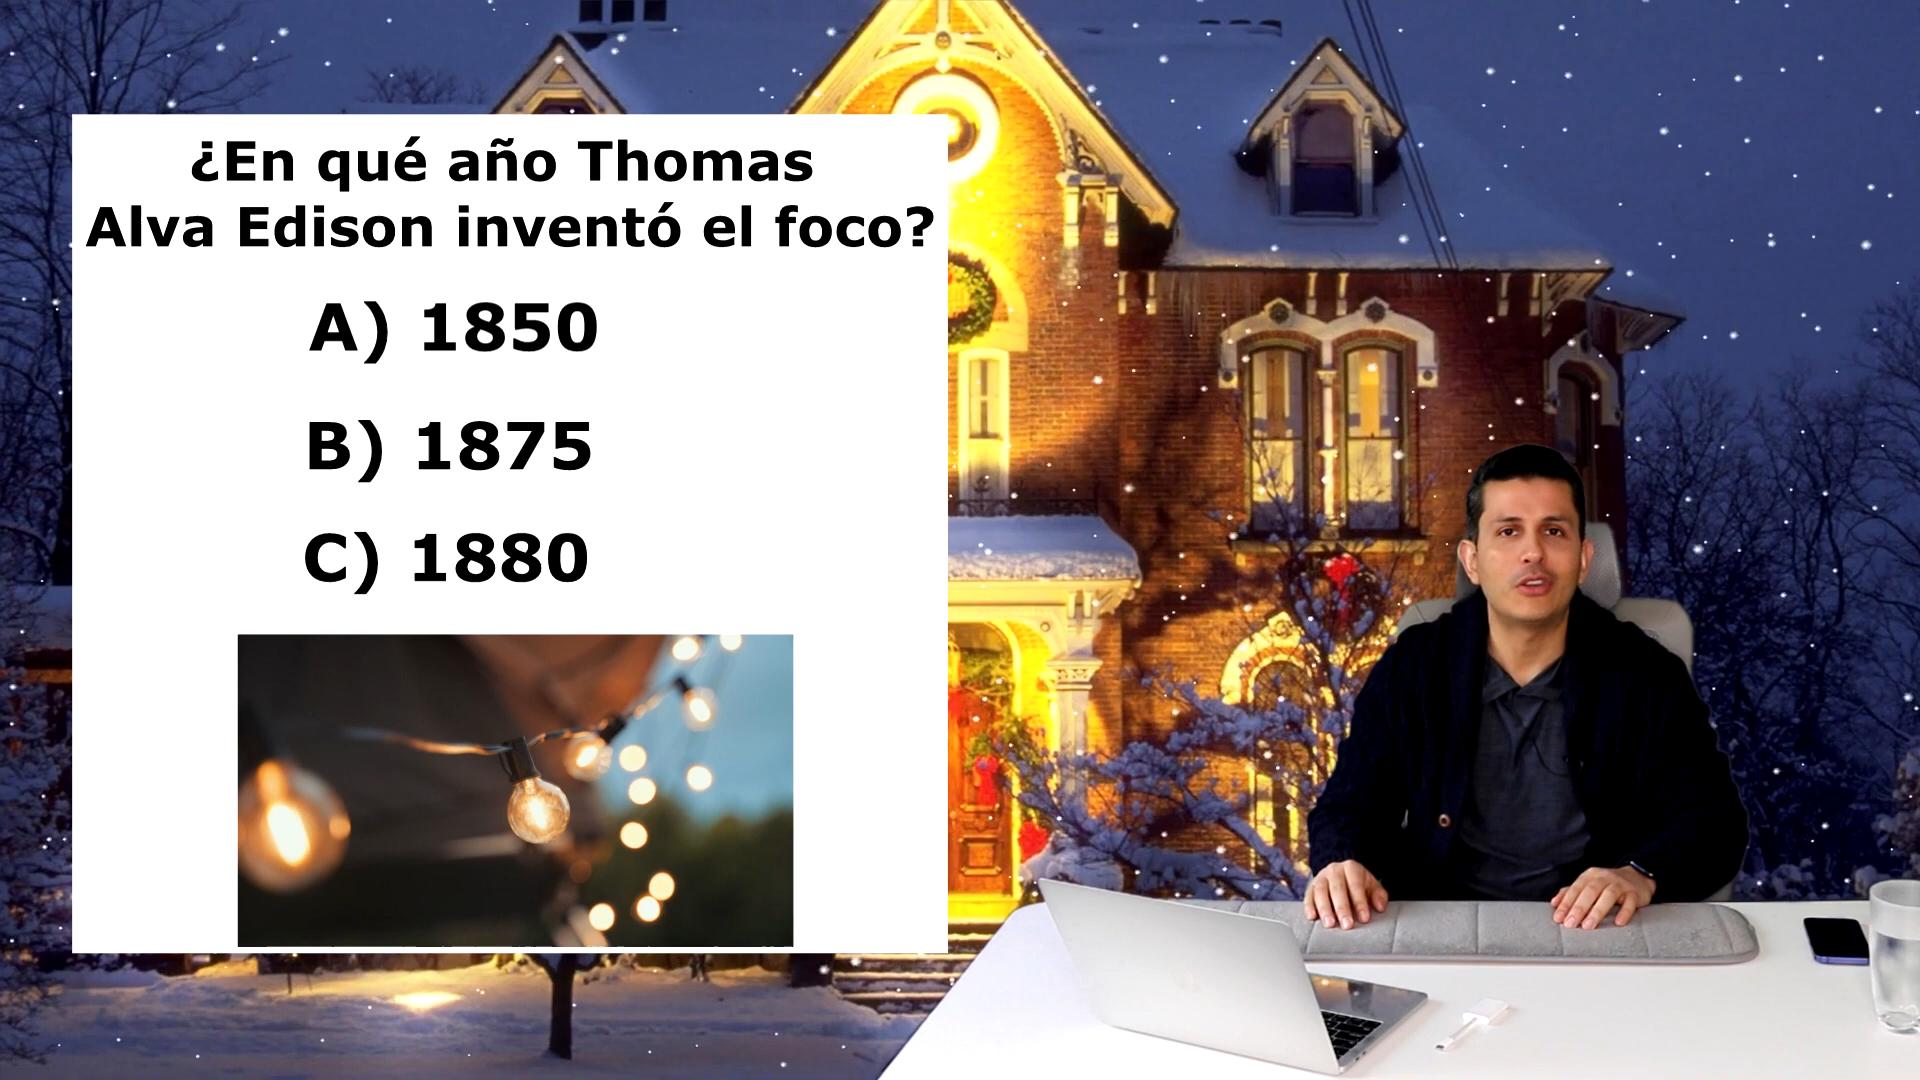 ¿En qué año Thomas
Alva Edison inventó el foco?
A) 1850
B) 1875
C) 1880